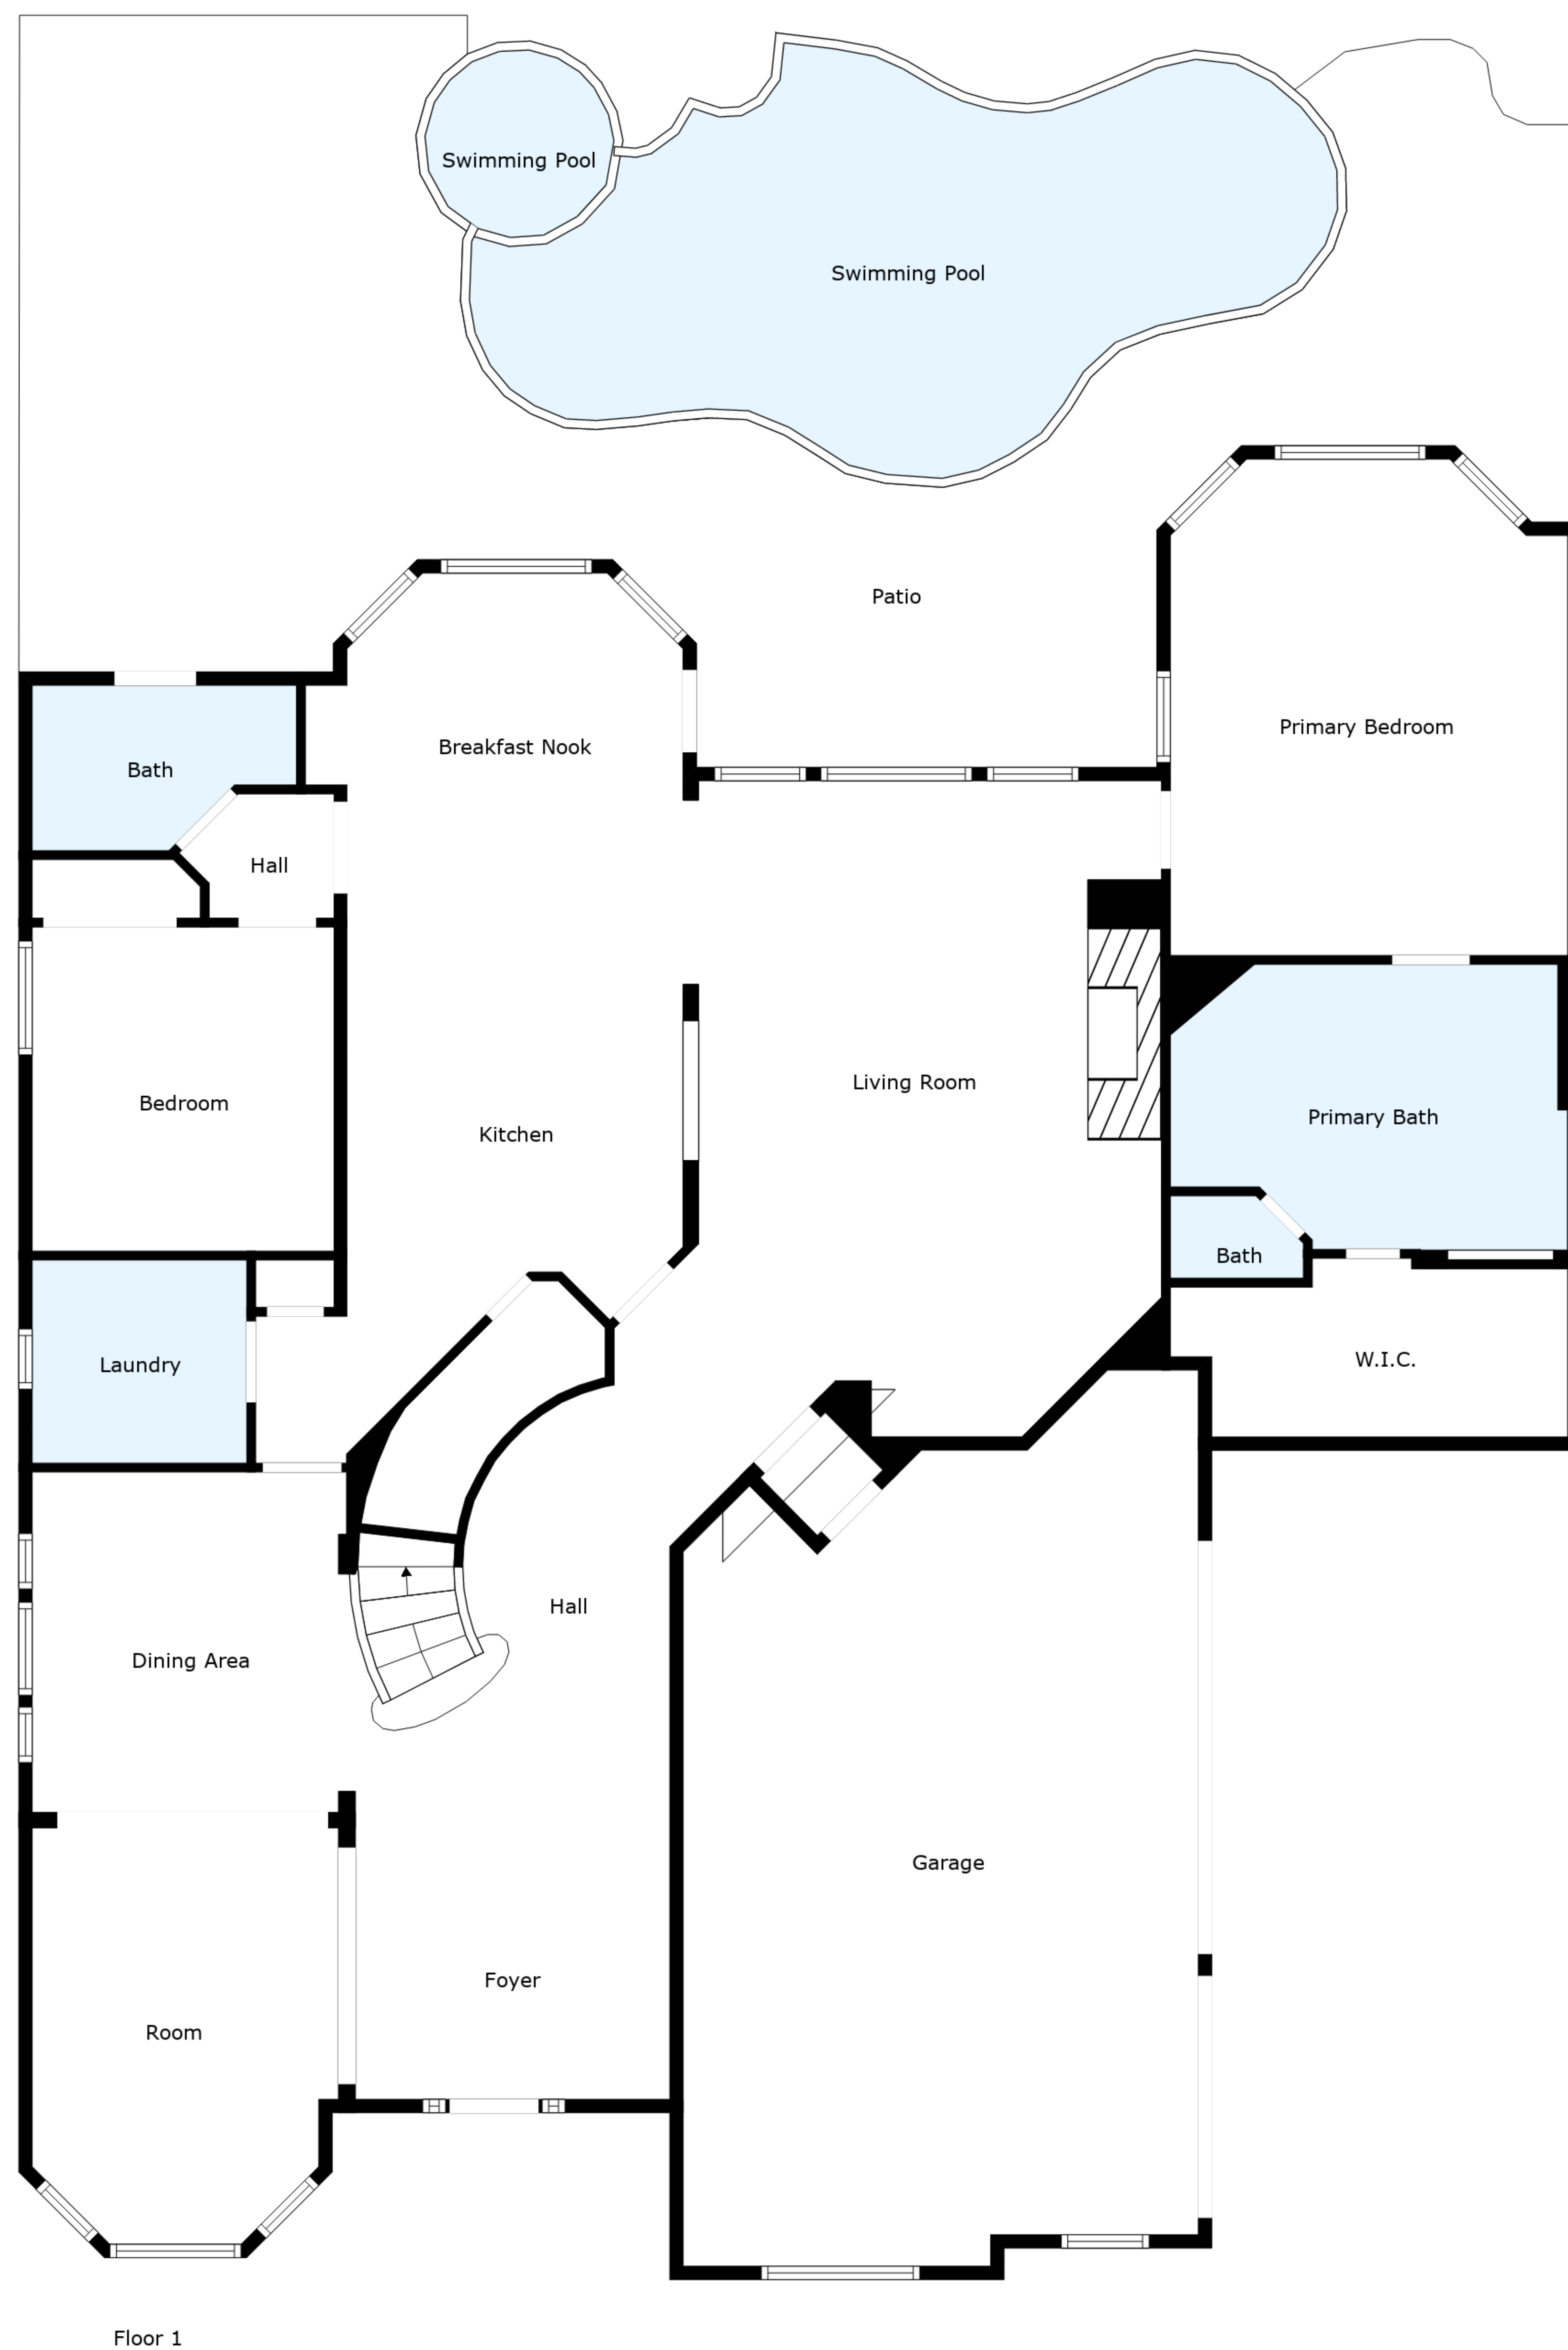 Swimming Pool
Swimming Pool
Patio
Primary Bedroom
Breakfast Nook
Bath
Hall
Living Room
Bedroom
Primary Bath
Kitchen
Bath
W.I.C.
Laundry
Hall
Dining Area
Garage
Foyer
Room
Floor 1